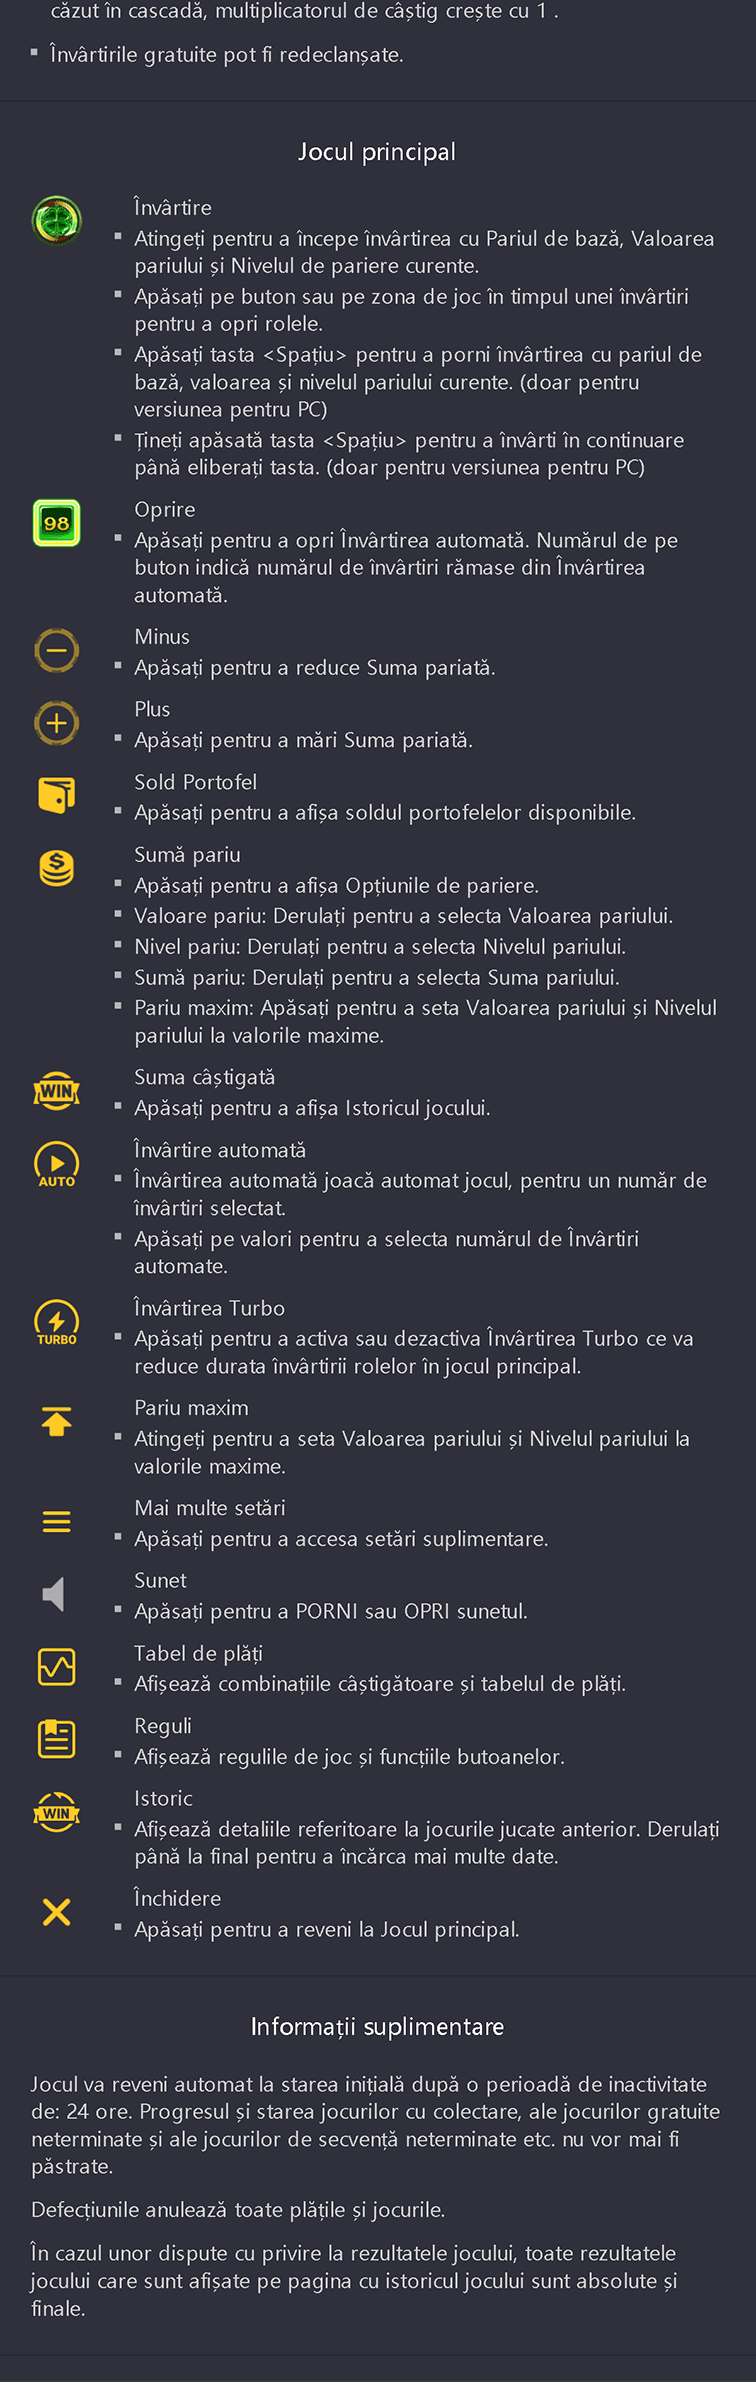 căzut în cascadă, multiplicatorul de câștig crește cu 1 .
▪ Învârtirile gratuite pot fi redeclanșate.
Jocul principal
Învârtire
▪ Atingeți pentru a începe învârtirea cu Pariul de bază, Valoarea
pariului și Nivelul de pariere curente.
▪ Apăsați pe buton sau pe zona de joc în timpul unei învârtiri
pentru a opri rolele.
▪ Apăsați tasta <Spațiu> pentru a porni învârtirea cu pariul de
bază, valoarea și nivelul pariului curente. (doar pentru
versiunea pentru PC)
▪ Țineți apăsată tasta <Spațiu> pentru a învârti în continuare
până eliberați tasta. (doar pentru versiunea pentru PC)
98
Oprire
▪ Apăsați pentru a opri Învârtirea automată. Numărul de pe
buton indică numărul de învârtiri rămase din Învârtirea
automată.
Minus
▪ Apăsați pentru a reduce Suma pariată.
Plus
▪ Apăsați pentru a mări Suma pariată.
Sold Portofel
▪ Apăsați pentru a afișa soldul portofelelor disponibile.
Sumă pariu
▪ Apăsați pentru a afișa Opțiunile de pariere.
▪ Valoare pariu: Derulați pentru a selecta Valoarea pariului.
▪ Nivel pariu: Derulați pentru a selecta Nivelul pariului.
▪ Sumă pariu: Derulați pentru a selecta Suma pariului.
▪ Pariu maxim: Apăsați pentru a seta Valoarea pariului și Nivelul
pariului la valorile maxime.
WIN
Suma câștigată
▪ Apăsați pentru a afișa Istoricul jocului.
AUTO
Învârtire automată
▪ Învârtirea automată joacă automat jocul, pentru un număr de
învârtiri selectat.
▪ Apăsați pe valori pentru a selecta numărul de Învârtiri
automate.
TURBO
Învârtirea Turbo
▪ Apăsați pentru a activa sau dezactiva Învârtirea Turbo ce va
reduce durata învârtirii rolelor în jocul principal.
Pariu maxim
▪ Atingeți pentru a seta Valoarea pariului și Nivelul pariului la
valorile maxime.
Mai multe setări
▪ Apăsați pentru a accesa setări suplimentare.
Sunet
▪ Apăsați pentru a PORNI sau OPRI sunetul.
Tabel de plăți
▪ Afișează combinațiile câștigătoare și tabelul de plăți.
Reguli
▪ Afișează regulile de joc și funcțiile butoanelor.
WIN
Istoric
▪ Afișează detaliile referitoare la jocurile jucate anterior. Derulați
până la final pentru a încărca mai multe date.
Închidere
▪ Apăsați pentru a reveni la Jocul principal.
Informații suplimentare
Jocul va reveni automat la starea inițială după o perioadă de inactivitate
de: 24 ore. Progresul și starea jocurilor cu colectare, ale jocurilor gratuite
neterminate și ale jocurilor de secvență neterminate etc. nu vor mai fi
păstrate.
Defecțiunile anulează toate plățile și jocurile.
În cazul unor dispute cu privire la rezultatele jocului, toate rezultatele
jocului care sunt afișate pe pagina cu istoricul jocului sunt absolute și
finale.